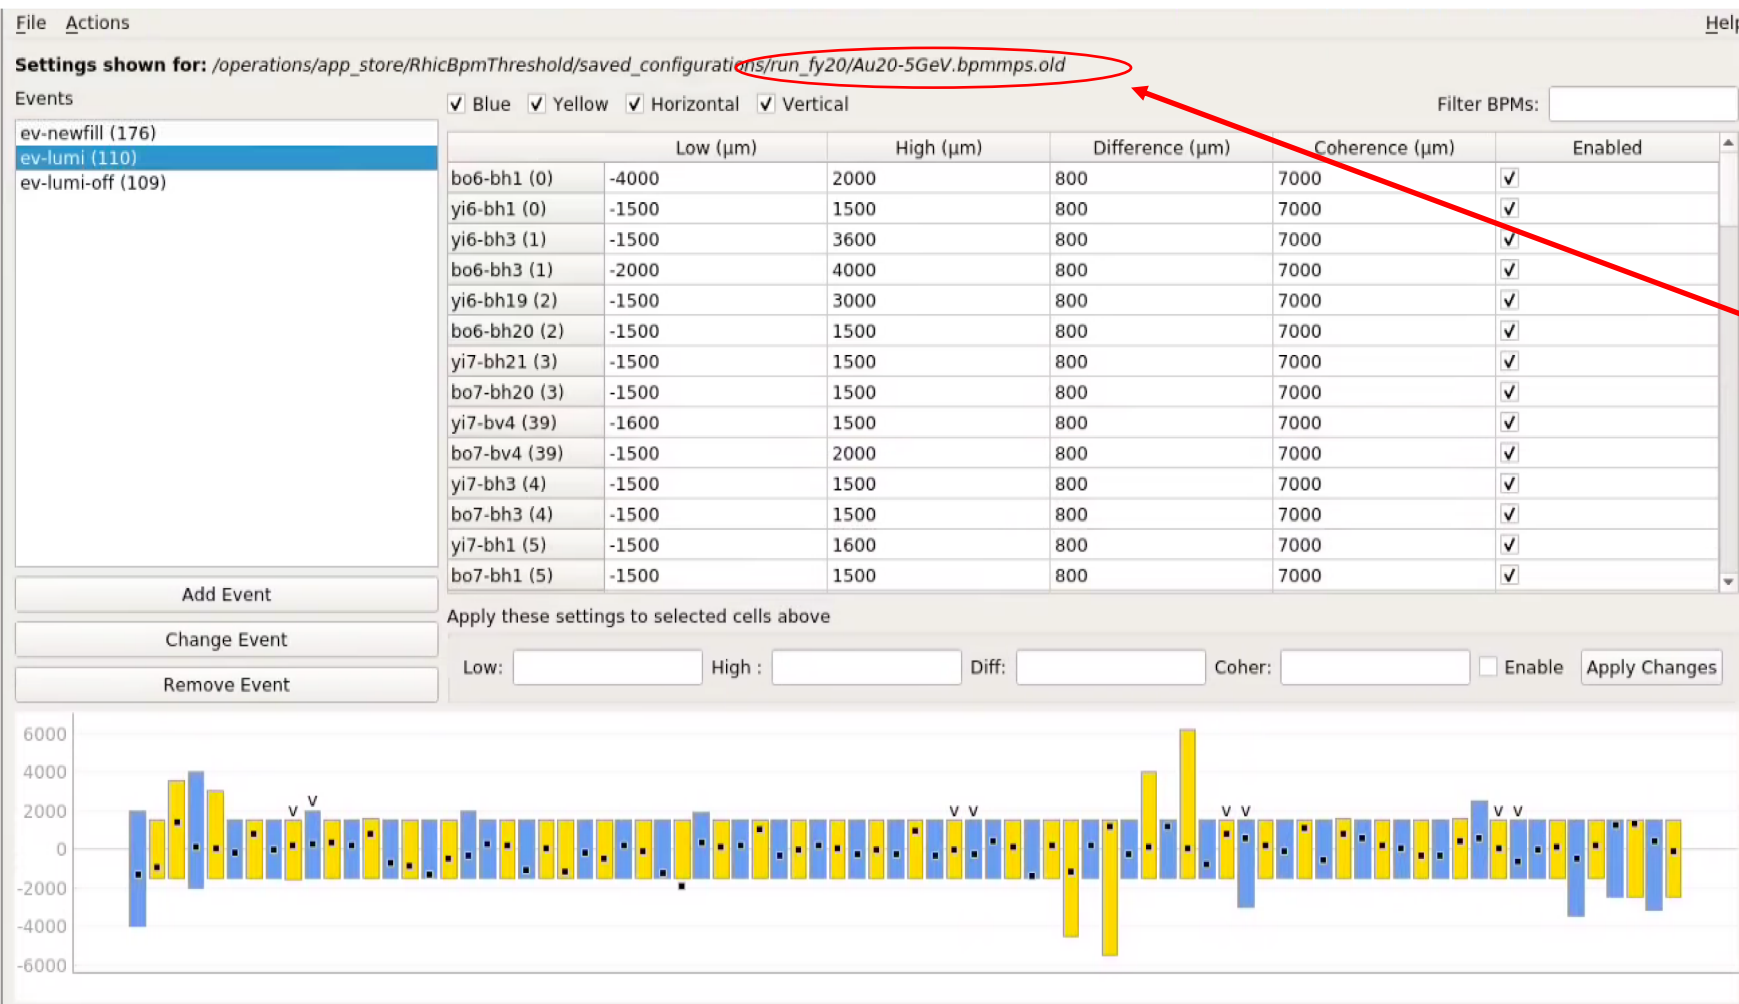 File Actions Help
Settings shown for: /operations/app_store/RhicBpmThreshold/saved_configurations/run_fy20/Au20-5GeV.bpmmps.old
Events
Blue Yellow Horizontal Vertical Filter BPMs:
ev-newfill (176)
ev-lumi (110)
ev-lumi-off (109)
Low (µm) High (µm) Difference (µm) Coherence (µm) Enabled
bo6-bh1 (0) -4000 2000 800 7000
yi6-bh1 (0) -1500 1500 800 7000
yi6-bh3 (1) -1500 3600 800 7000
bo6-bh3 (1) -2000 4000 800 7000
yi6-bh19 (2) -1500 3000 800 7000
bo6-bh20 (2) -1500 1500 800 7000
yi7-bh21 (3) -1500 1500 800 7000
bo7-bh20 (3) -1500 1500 800 7000
yi7-bv4 (39) -1600 1500 800 7000
bo7-bv4 (39) -1500 2000 800 7000
yi7-bh3 (4) -1500 1500 800 7000
bo7-bh3 (4) -1500 1500 800 7000
yi7-bh1 (5) -1500 1600 800 7000
bo7-bh1 (5) -1500 1500 800 7000
Add Event
Change Event
Remove Event
Apply these settings to selected cells above
Low: High : Diff: Coher: Enable Apply Changes
6000
4000
2000
0
-2000
-4000
-6000
V V V V V V V V